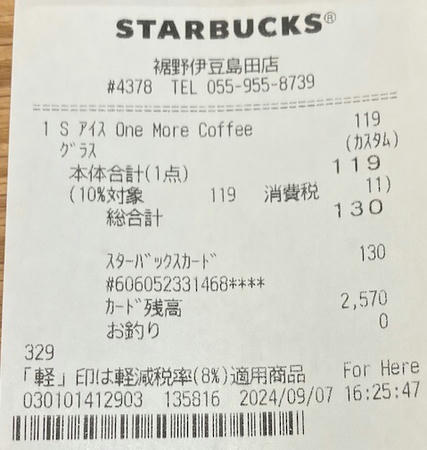 STARBUCKS®
裾野伊豆島田店
#4378 TEL 055-955-8739
1 S ｱｲｽ One More Coffee 119
ｸﾞﾗｽ (ｶｽﾀﾑ)
本体合計(1点) 119
(10%対象 119 消費税 11)
総合計 130
ｽﾀｰﾊﾞｯｸｽｶｰﾄﾞ 130
#606052331468****
ｶｰﾄﾞ残高 2,570
お釣り 0
329
「軽」印は軽減税率(8%)適用商品 For Here
030101412903 135816 2024/09/07 16:25:47